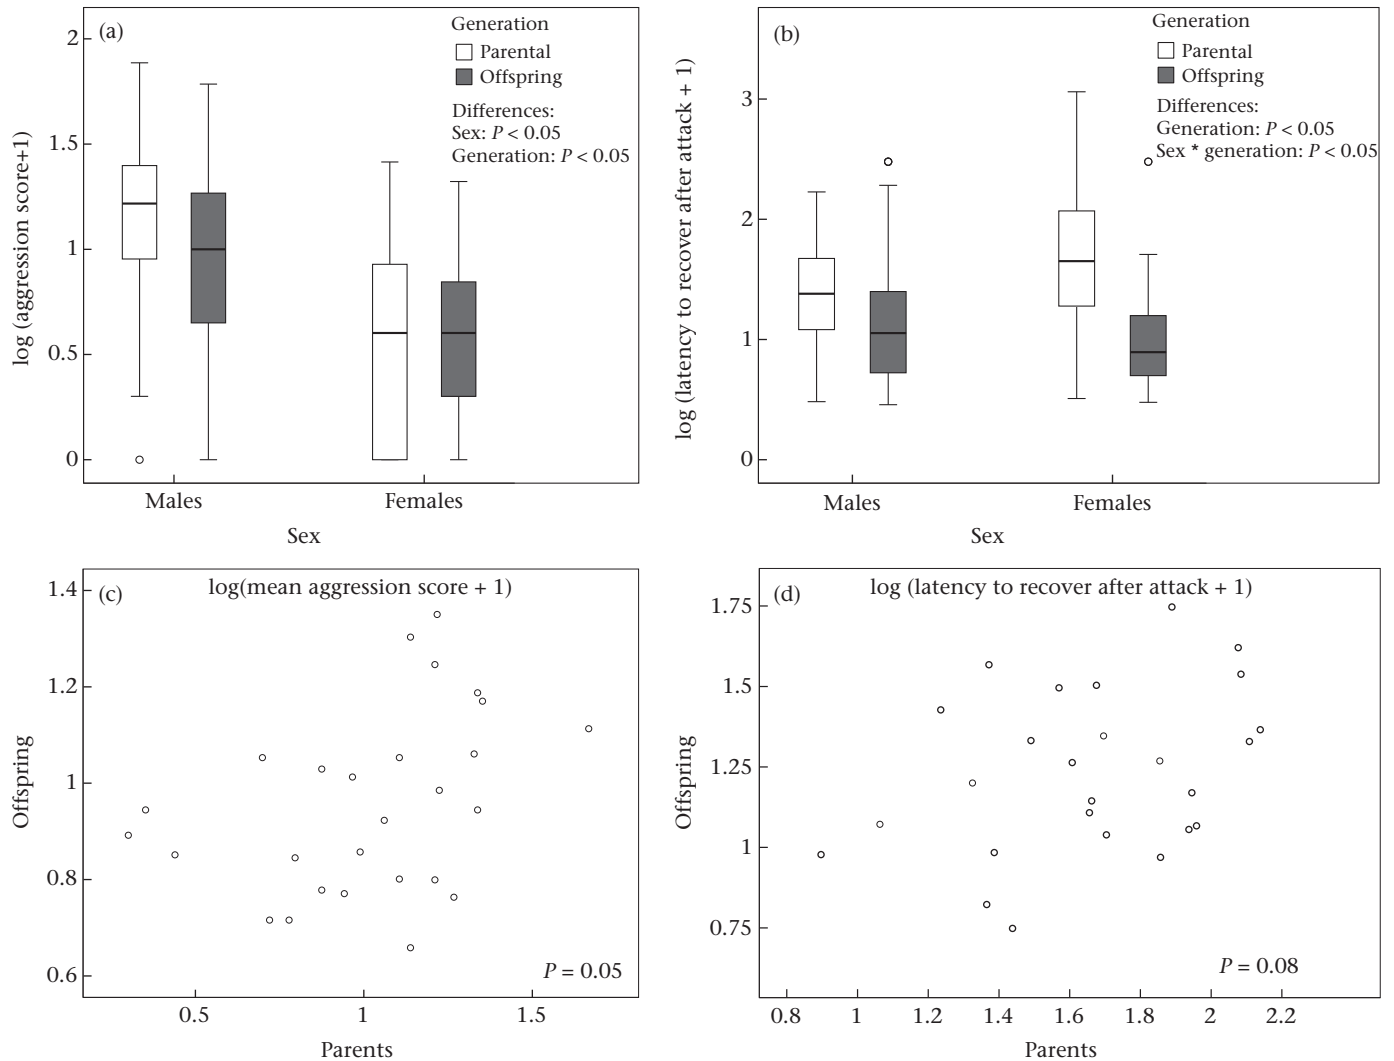 (a)
Generation
Parental
Offspring
Differences:
Sex: P < 0.05
Generation: P < 0.05
2
1.5
1
0.5
0
log (aggression score+1)
Males
Females
Sex
(b)
Generation
Parental
Offspring
Differences:
Generation: P < 0.05
Sex * generation: P < 0.05
3
2
1
0
log (latency to recover after attack + 1)
Males
Females
Sex
(c)
log(mean aggression score + 1)
1.4
1.2
1
0.8
0.6
Offspring
P = 0.05
0.5
1
1.5
Parents
(d)
log (latency to recover after attack + 1)
1.75
1.5
1.25
1
0.75
Offspring
P = 0.08
0.8
1
1.2
1.4
1.6
1.8
2
2.2
Parents